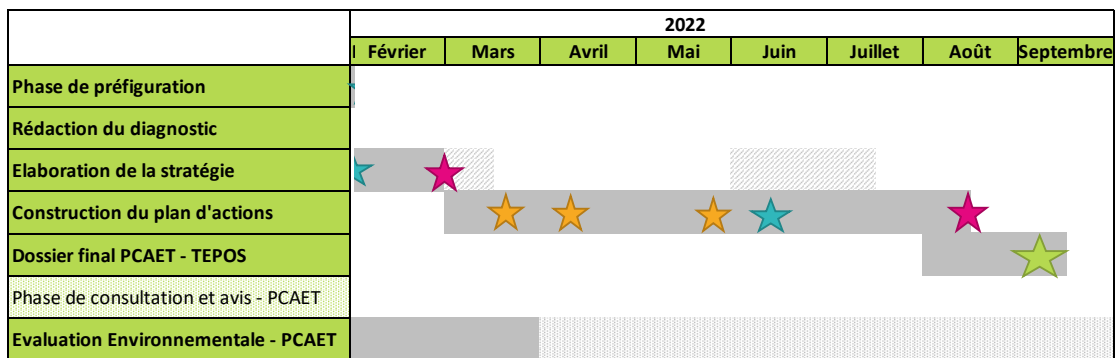 2022
Février Mars Avril Mai Juin Juillet Août Septembre
Phase de préfiguration
Rédaction du diagnostic
Elaboration de la stratégie
Construction du plan d'actions
Dossier final PCAET - TEPOS
Phase de consultation et avis - PCAET
Evaluation Environnementale - PCAET